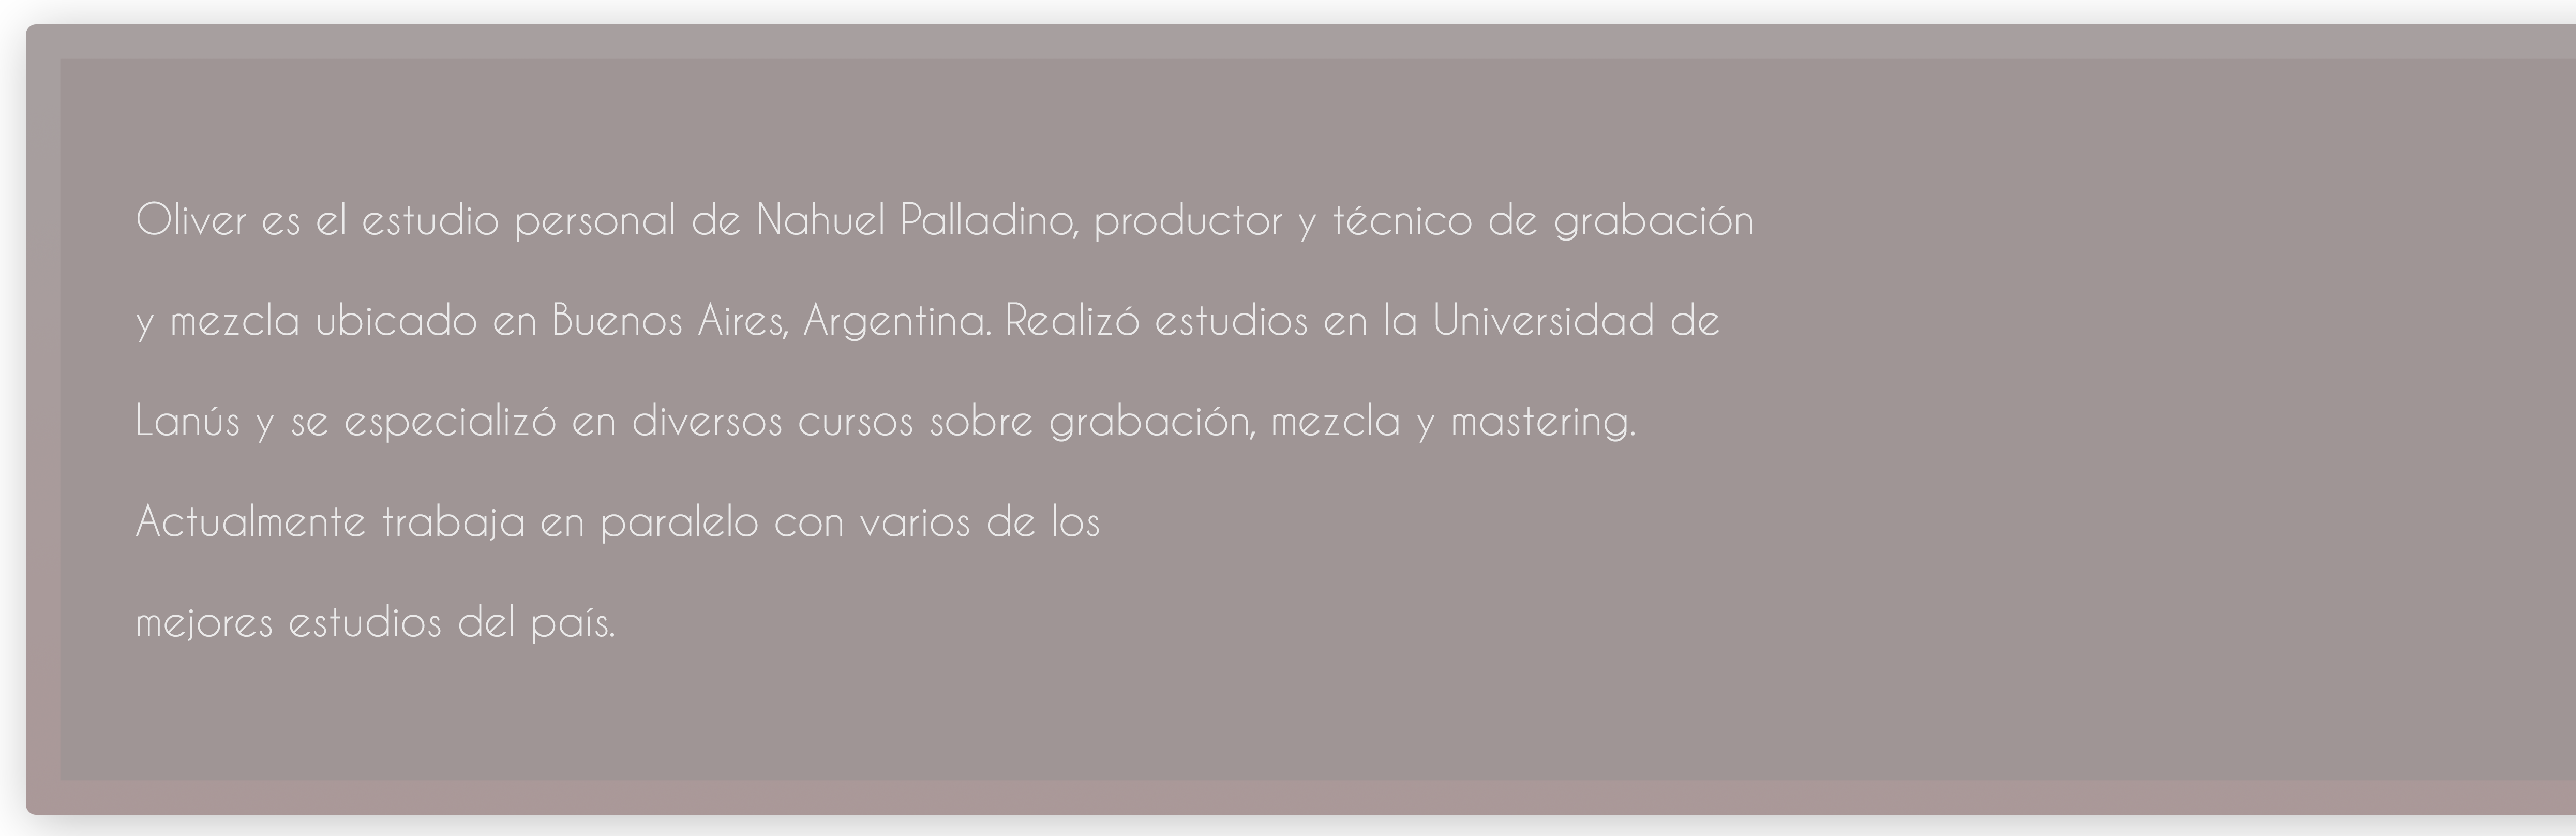 Oliver es el estudio personal de Nahuel Palladino, productor y técnico de grabación
y mezcla ubicado en Buenos Aires, Argentina. Realizó estudios en la Universidad de
Lanús y se especializó en diversos cursos sobre grabación, mezcla y mastering.
Actualmente trabaja en paralelo con varios de los
mejores estudios del país.